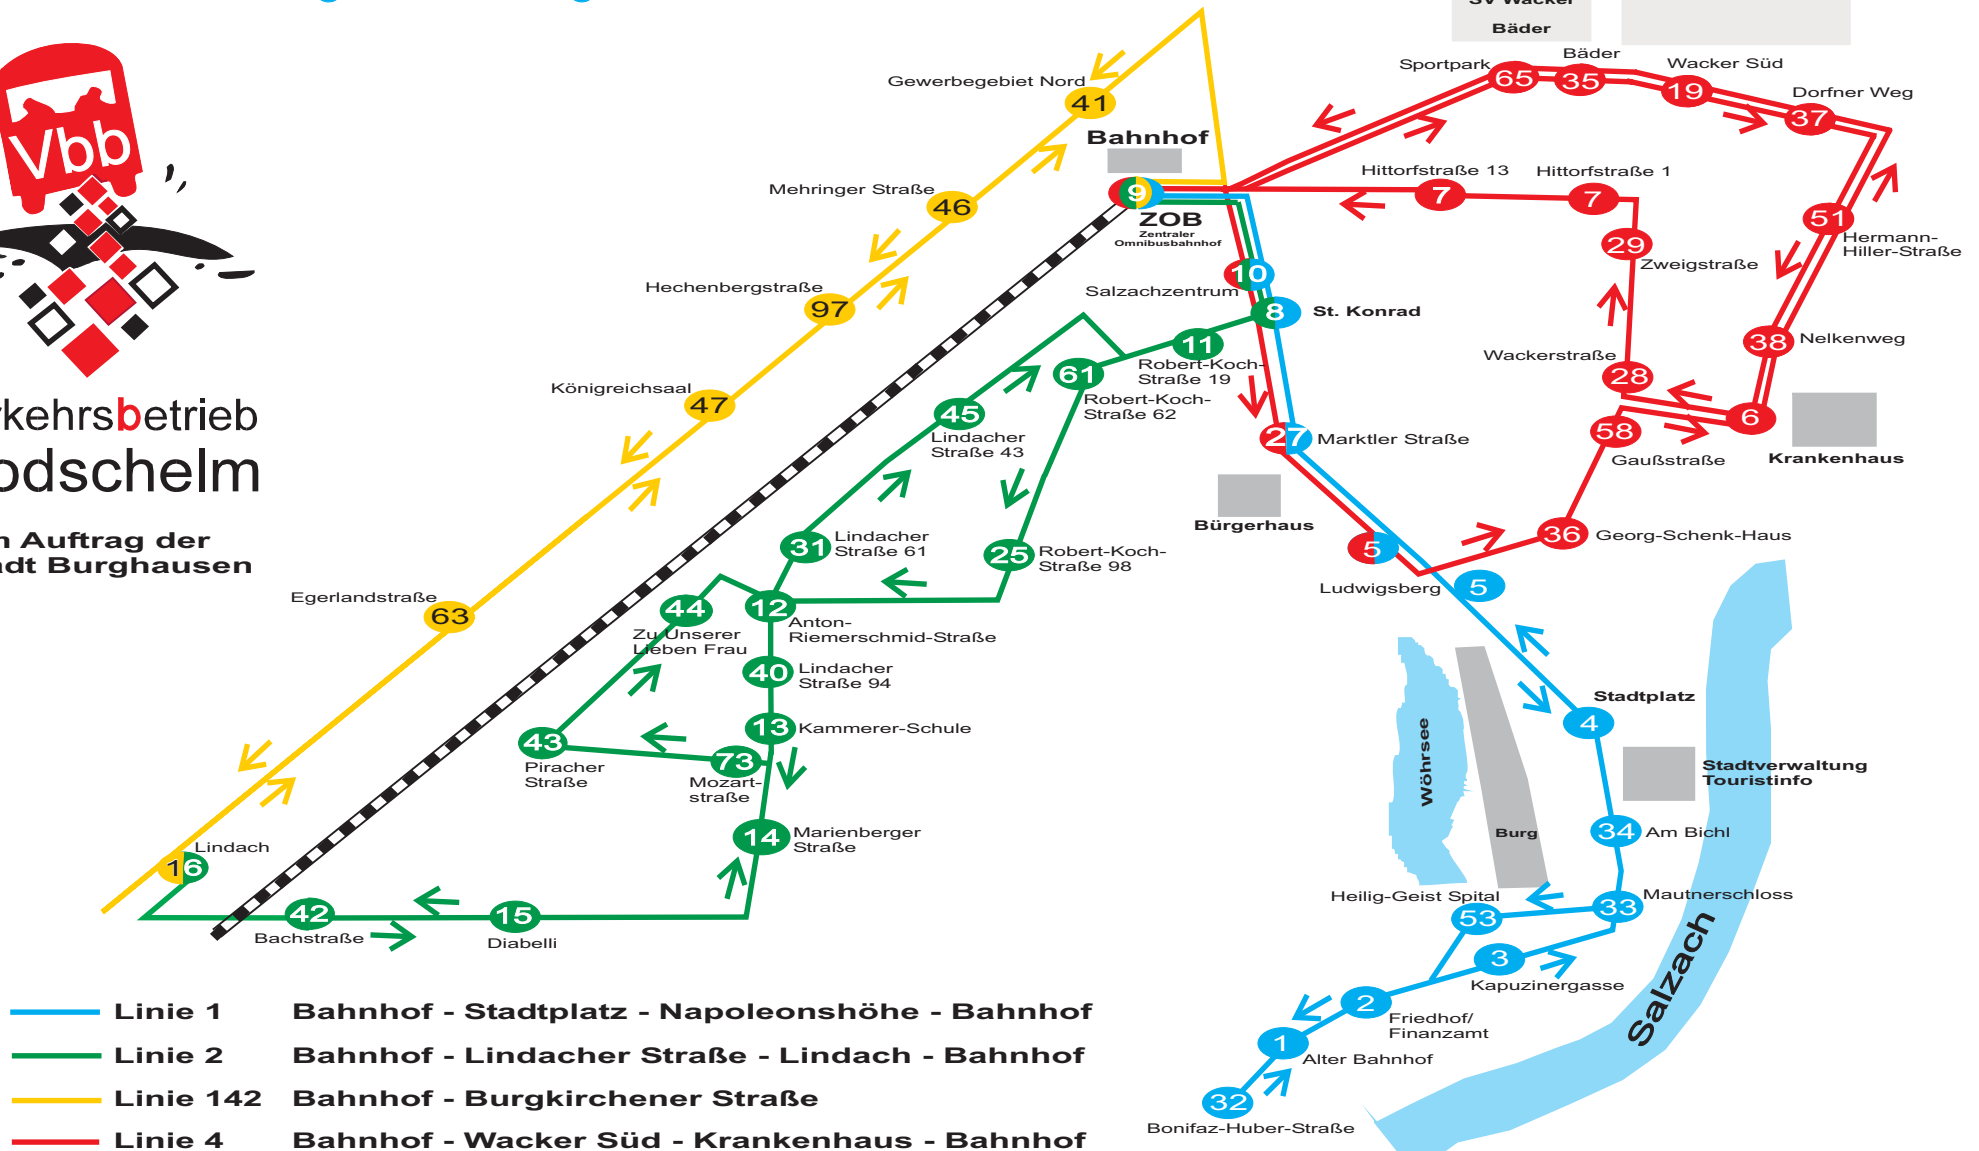 SV Wacker
Bäder
Sportpark
Bäder
Wacker Süd
Dorfner Weg
65
35
19
37
Gewerbegebiet Nord
41
Bahnhof
Vbb
9
ZOB
Zentraler
Omnibusbahnhof
Hittorfstraße 13
Hittorfstraße 1
7
7
Mehringer Straße
46
51
Hermann-
Hiller-Straße
29
Zweigstraße
10
Salzachzentrum
Hechenbergstraße
97
8
St. Konrad
11
Robert-Koch-
Straße 19
38
Nelkenweg
Wackerstraße
28
61
Robert-Koch-
Straße 62
Königreichsaal
47
45
Lindacher
Straße 43
6
Krankenhaus
58
Gaußstraße
27
Marktler Straße
Bürgerhaus
kehrsbetrieb
odschelm
Auftrag der
adt Burghausen
31
Lindacher
Straße 61
25
Robert-Koch-
Straße 98
5
36
Georg-Schenk-Haus
Ludwigsberg
5
Egerlandstraße
63
44
Zu Unserer
Lieben Frau
12
Anton-
Riemerschmid-Straße
40
Lindacher
Straße 94
13
Kammerer-Schule
43
Piracher
Straße
73
Mozart-
straße
Stadtplatz
4
Wöhrsee
Stadtverwaltung
Touristinfo
Burg
34
Am Bichl
14
Marienberger
Straße
Lindach
16
42
Bachstraße
15
Diabelli
Heilig-Geist Spital
53
33
Mautnerschloss
3
Kapuzinergasse
Salzach
2
Friedhof/
Finanzamt
1
Alter Bahnhof
32
Bonifaz-Huber-Straße
Linie 1 Bahnhof - Stadtplatz - Napoleonshöhe - Bahnhof
Linie 2 Bahnhof - Lindacher Straße - Lindach - Bahnhof
Linie 142 Bahnhof - Burgkirchener Straße
Linie 4 Bahnhof - Wacker Süd - Krankenhaus - Bahnhof